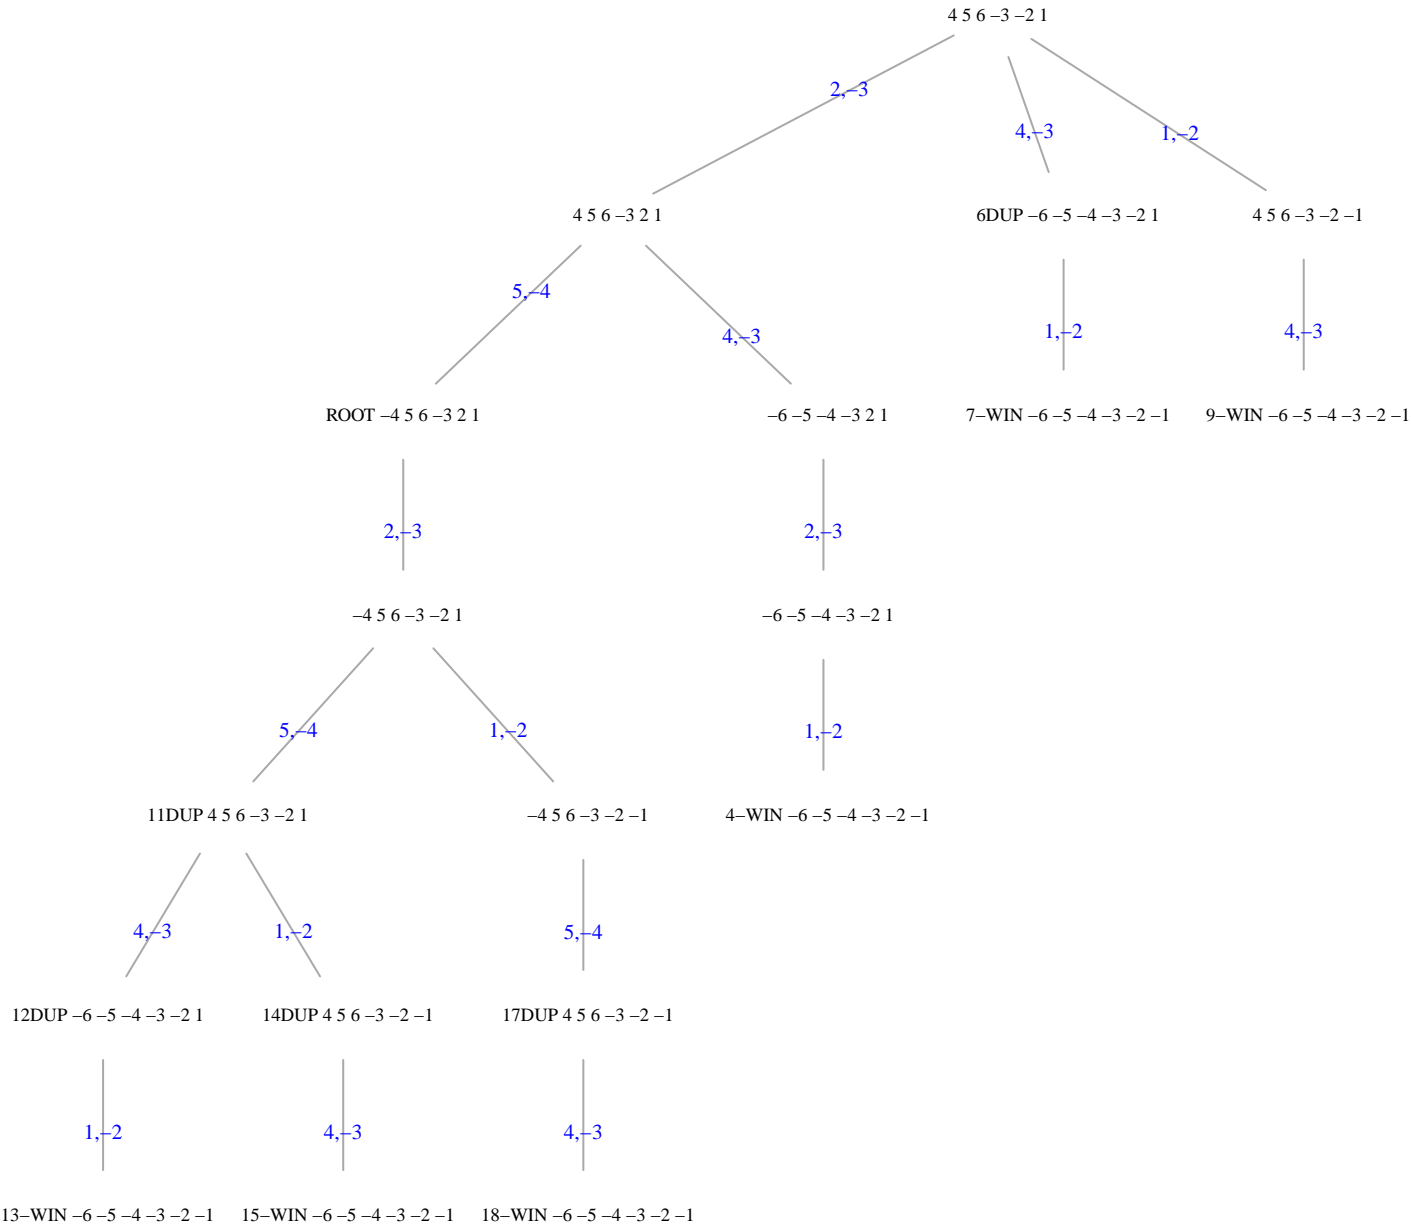 4 5 6 –3 –2 1
2,–3
4,–3
1,–2
4 5 6 –3 2 1
6DUP –6 –5 –4 –3 –2 1
4 5 6 –3 –2 –1
5,–4
4,–3
1,–2
4,–3
ROOT –4 5 6 –3 2 1
–6 –5 –4 –3 2 1
7–WIN –6 –5 –4 –3 –2 –1
9–WIN –6 –5 –4 –3 –2 –1
2,–3
2,–3
–4 5 6 –3 –2 1
–6 –5 –4 –3 –2 1
5,–4
1,–2
1,–2
11DUP 4 5 6 –3 –2 1
–4 5 6 –3 –2 –1
4–WIN –6 –5 –4 –3 –2 –1
4,–3
1,–2
5,–4
12DUP –6 –5 –4 –3 –2 1
14DUP 4 5 6 –3 –2 –1
17DUP 4 5 6 –3 –2 –1
1,–2
4,–3
4,–3
13–WIN –6 –5 –4 –3 –2 –1
15–WIN –6 –5 –4 –3 –2 –1
18–WIN –6 –5 –4 –3 –2 –1